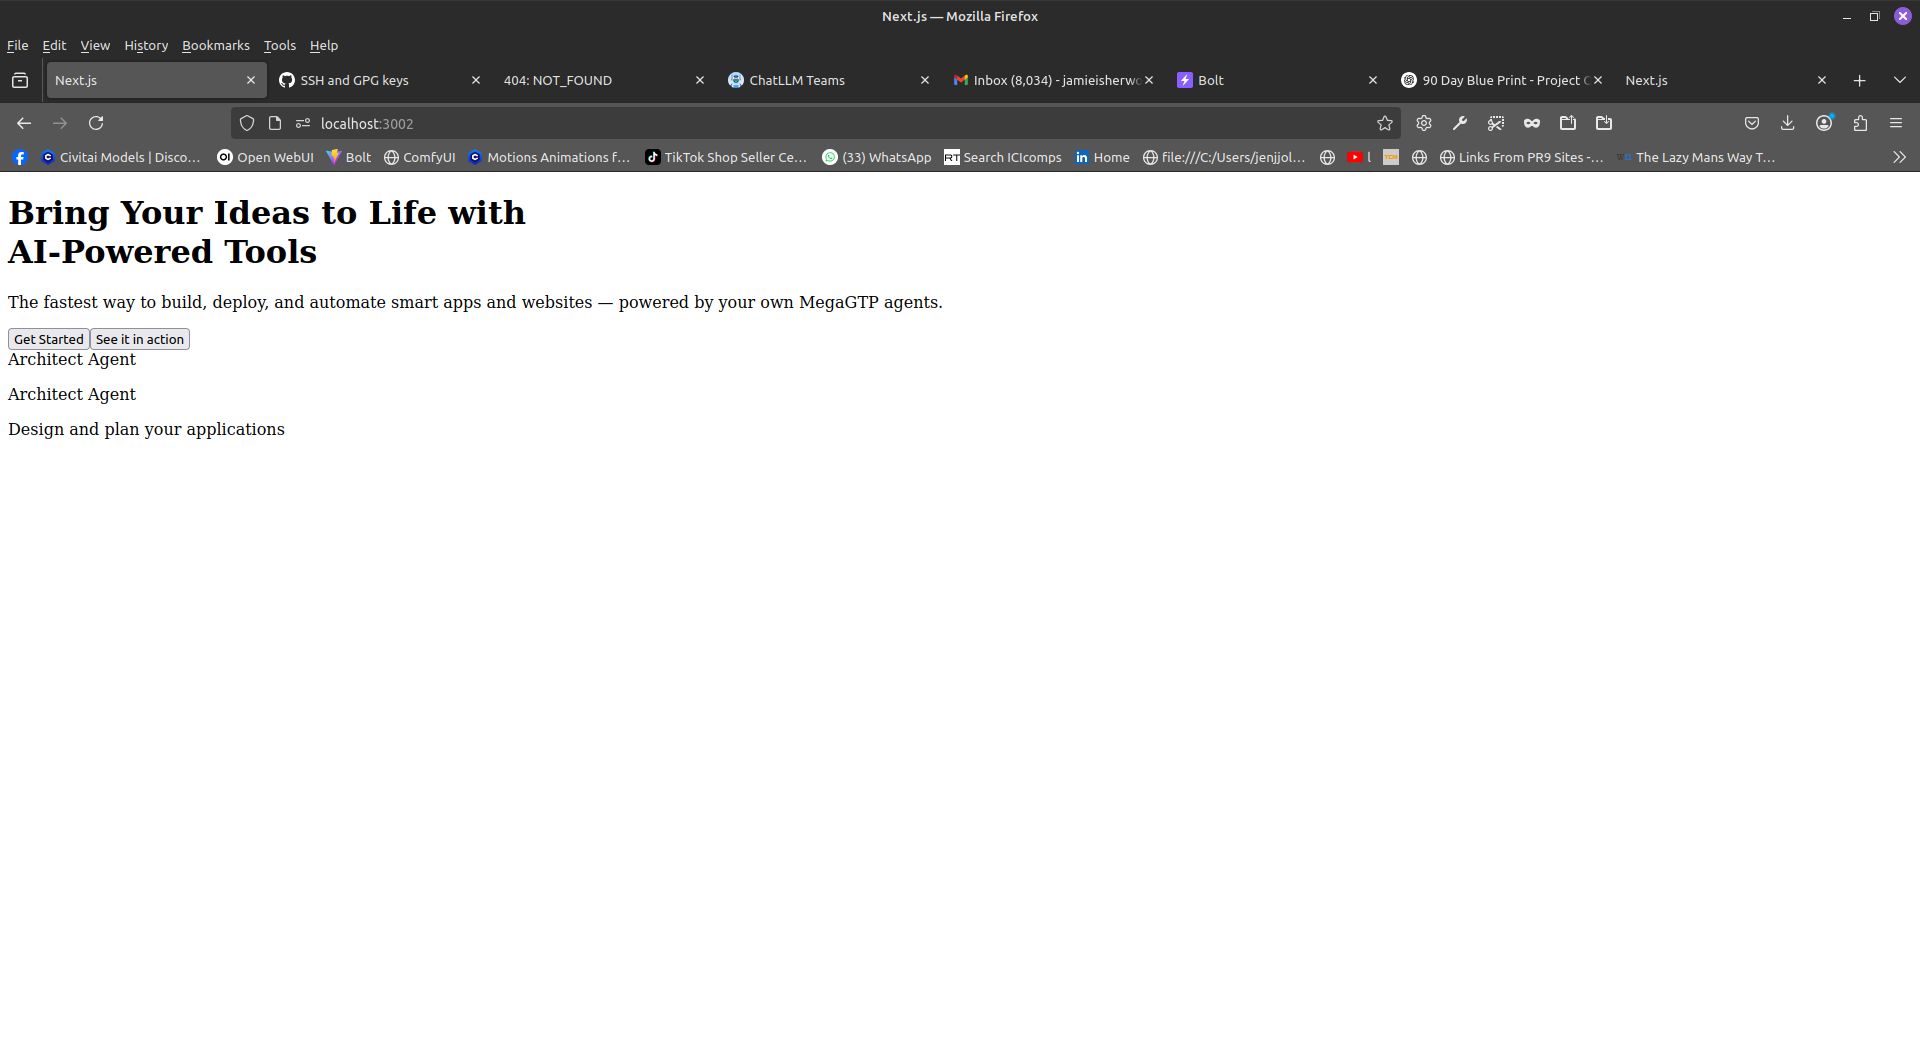 Next.js — Mozilla Firefox
File Edit View History Bookmarks Tools Help
Next.js SSH and GPG keys 404: NOT_FOUND ChatLLM Teams Inbox (8,034) - jamieisherwo Bolt 90 Day Blue Print - Project Next.js
localhost:3002
Civitai Models | Disco… Open WebUI Bolt ComfyUI Motions Animations f… TikTok Shop Seller Ce… (33) WhatsApp RT Search ICIcomps in Home file:///C:/Users/jenjjol… l Links From PR9 Sites -… The Lazy Mans Way T…
Bring Your Ideas to Life with
AI-Powered Tools
The fastest way to build, deploy, and automate smart apps and websites — powered by your own MegaGTP agents.
Get Started See it in action
Architect Agent
Architect Agent
Design and plan your applications